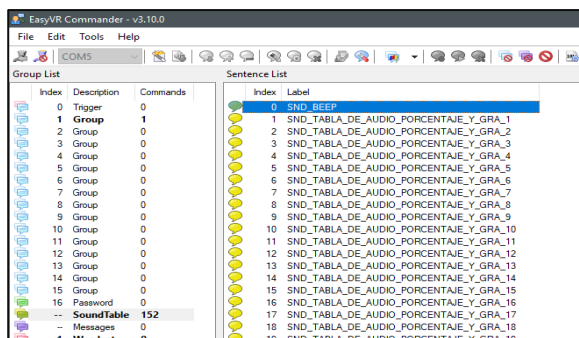 EasyVR Commander - v3.10.0
File Edit Tools Help
COM5
Group List
Index Description Commands
0 Trigger 0
1 Group 1
2 Group 0
3 Group 0
4 Group 0
5 Group 0
6 Group 0
7 Group 0
8 Group 0
9 Group 0
10 Group 0
11 Group 0
12 Group 0
13 Group 0
14 Group 0
15 Group 0
16 Password 0
-- SoundTable 152
-- Messages 0
Sentence List
Index Label
0 SND_BEEP
1 SND_TABLA_DE_AUDIO_PORCENTAJE_Y_GRA_1
2 SND_TABLA_DE_AUDIO_PORCENTAJE_Y_GRA_2
3 SND_TABLA_DE_AUDIO_PORCENTAJE_Y_GRA_3
4 SND_TABLA_DE_AUDIO_PORCENTAJE_Y_GRA_4
5 SND_TABLA_DE_AUDIO_PORCENTAJE_Y_GRA_5
6 SND_TABLA_DE_AUDIO_PORCENTAJE_Y_GRA_6
7 SND_TABLA_DE_AUDIO_PORCENTAJE_Y_GRA_7
8 SND_TABLA_DE_AUDIO_PORCENTAJE_Y_GRA_8
9 SND_TABLA_DE_AUDIO_PORCENTAJE_Y_GRA_9
10 SND_TABLA_DE_AUDIO_PORCENTAJE_Y_GRA_10
11 SND_TABLA_DE_AUDIO_PORCENTAJE_Y_GRA_11
12 SND_TABLA_DE_AUDIO_PORCENTAJE_Y_GRA_12
13 SND_TABLA_DE_AUDIO_PORCENTAJE_Y_GRA_13
14 SND_TABLA_DE_AUDIO_PORCENTAJE_Y_GRA_14
15 SND_TABLA_DE_AUDIO_PORCENTAJE_Y_GRA_15
16 SND_TABLA_DE_AUDIO_PORCENTAJE_Y_GRA_16
17 SND_TABLA_DE_AUDIO_PORCENTAJE_Y_GRA_17
18 SND_TABLA_DE_AUDIO_PORCENTAJE_Y_GRA_18